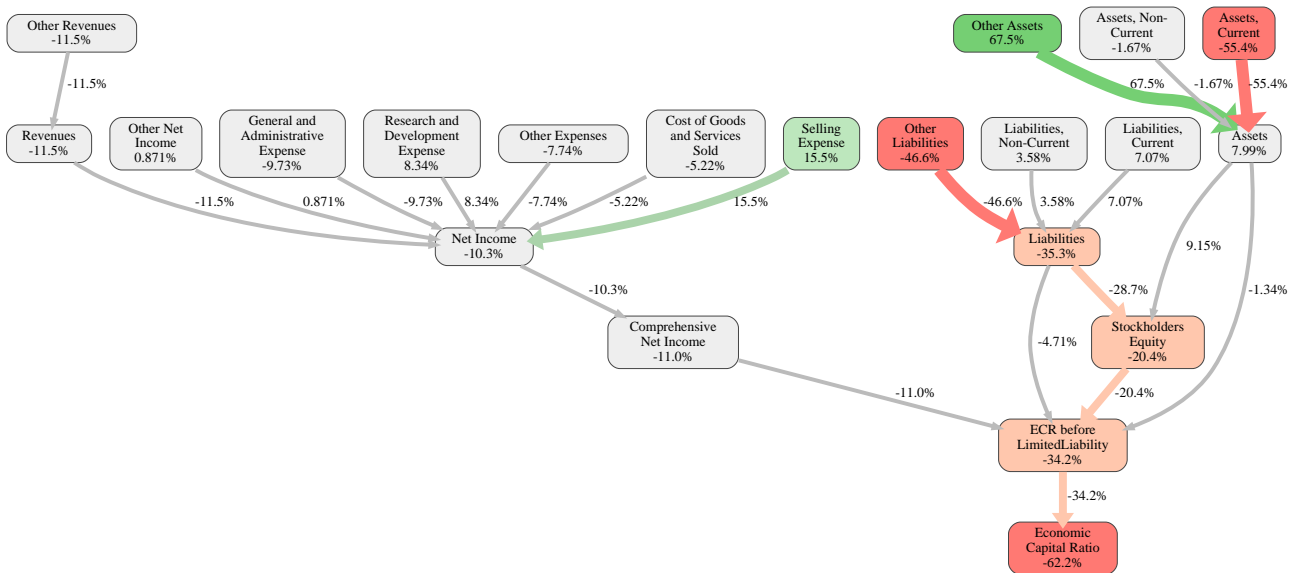 Other Revenues
-11.5%
Other Assets
67.5%
Assets, Non-
Current
-1.67%
Assets,
Current
-55.4%
-11.5%
67.5%
-1.67%
-55.4%
Revenues
-11.5%
Other Net
Income
0.871%
General and
Administrative
Expense
-9.73%
Research and
Development
Expense
8.34%
Other Expenses
-7.74%
Cost of Goods
and Services
Sold
-5.22%
Selling
Expense
15.5%
Other
Liabilities
-46.6%
Liabilities,
Non-Current
3.58%
Liabilities,
Current
7.07%
Assets
7.99%
-11.5%
0.871%
-9.73%
8.34%
-7.74%
-5.22%
15.5%
-46.6%
3.58%
7.07%
Net Income
-10.3%
Liabilities
-35.3%
9.15%
-10.3%
-28.7%
-1.34%
Comprehensive
Net Income
-11.0%
-4.71%
Stockholders
Equity
-20.4%
-11.0%
-20.4%
ECR before
LimitedLiability
-34.2%
-34.2%
Economic
Capital Ratio
-62.2%